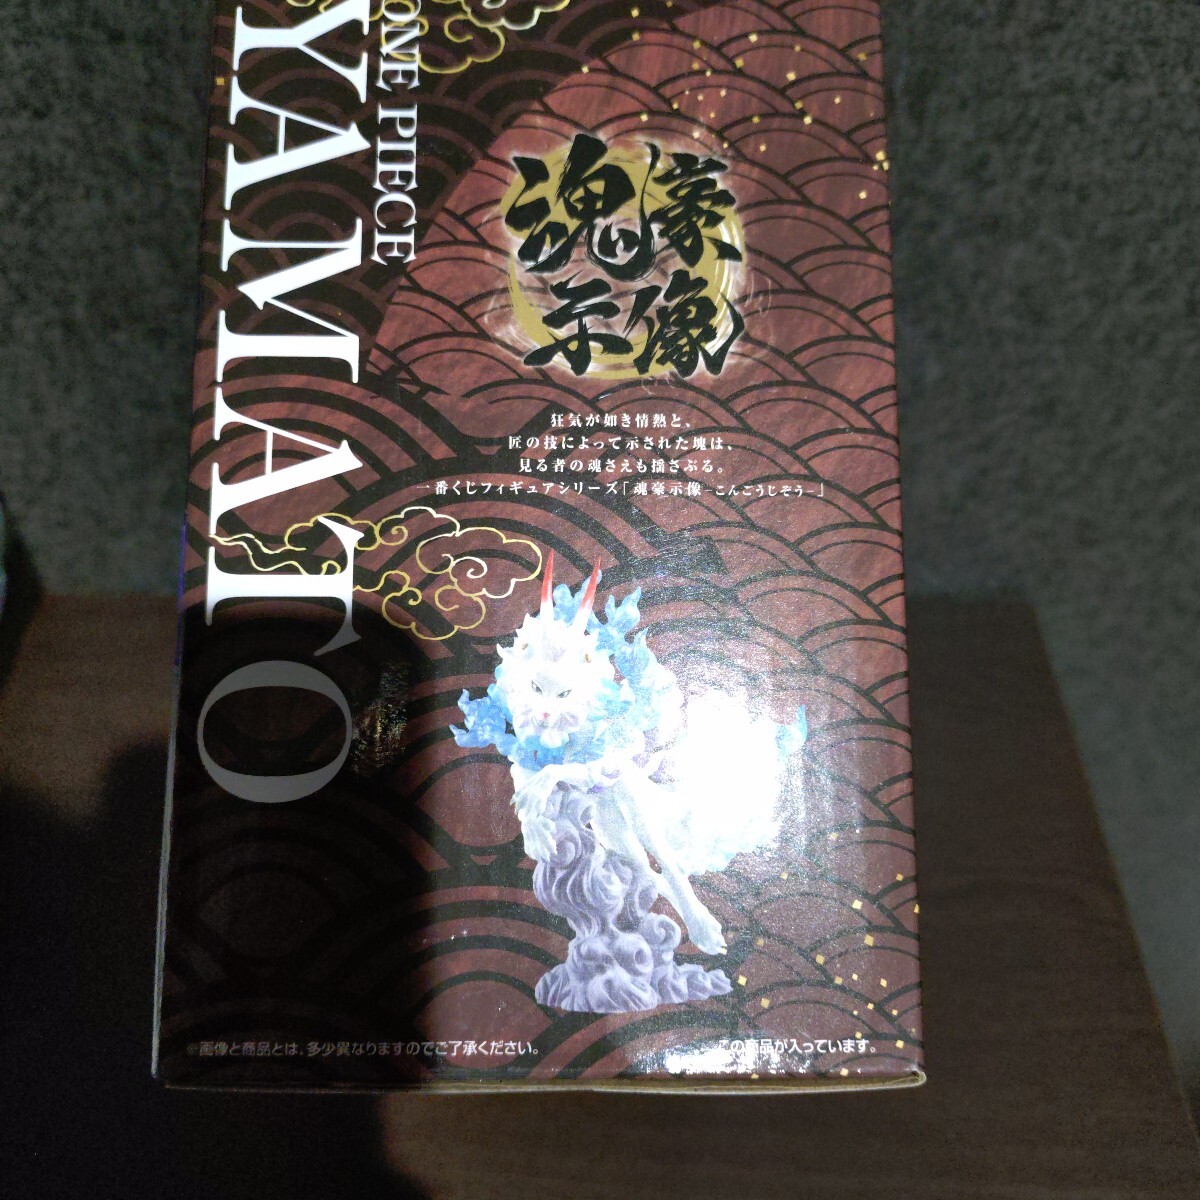 ONE PIECE
YAMATO
魂豪
示像
狂気が如き情熱と、
匠の技によって示された塊は、
見る者の魂さえも揺さぶる。
一番くじフィギュアシリーズ「魂豪示像-こんごうじぞう-」
※画像と商品とは、多少異なりますのでご了承ください。
この商品が入っています。